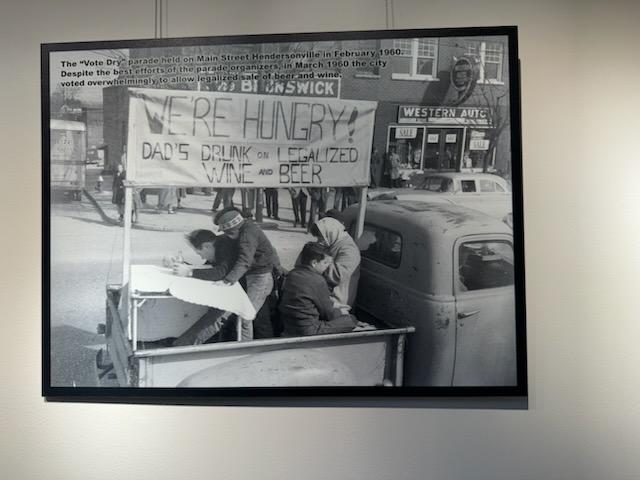 The "Vote Dry" parade held on Main Street Hendersonville in February 1960.
Despite the best efforts of the parade organizers, in March 1960 the city
voted overwhelmingly to allow legalized sale of beer and wine.
WE'RE HUNGRY!
DAD'S DRUNK ON LEGALIZED
WINE AND BEER
WESTERN AUTO
SALE
SALE